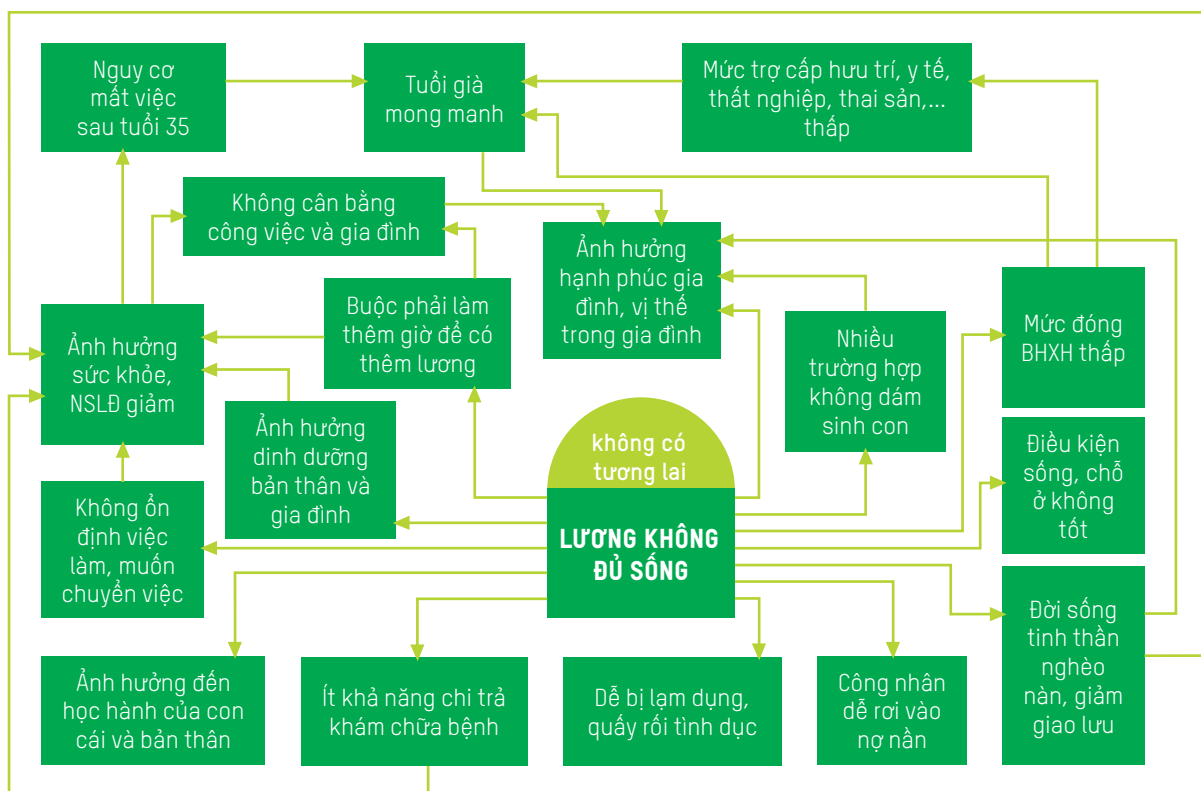 Nguy cơ
mất việc
sau tuổi 35
Tuổi già
mong manh
Mức trợ cấp hưu trí, y tế,
thất nghiệp, thai sản,...
thấp
Không cân bằng
công việc và gia đình
Ảnh hưởng
hạnh phúc gia
đình, vị thế
trong gia đình
Buộc phải làm
thêm giờ để có
thêm lương
Nhiều
trường hợp
không dám
sinh con
Mức đóng
BHXH thấp
Ảnh hưởng
sức khỏe,
NSLĐ giảm
Ảnh hưởng
dinh dưỡng
bản thân và
gia đình
không có
tương lai
LƯƠNG KHÔNG
ĐỦ SỐNG
Điều kiện
sống, chỗ
ở không
tốt
Không ổn
định việc
làm, muốn
chuyển việc
Đời sống
tinh thần
nghèo
nàn, giảm
giao lưu
Ảnh hưởng đến
học hành của con
cái và bản thân
Ít khả năng chi trả
khám chữa bệnh
Dễ bị lạm dụng,
quấy rối tình dục
Công nhân
dễ rơi vào
nợ nần